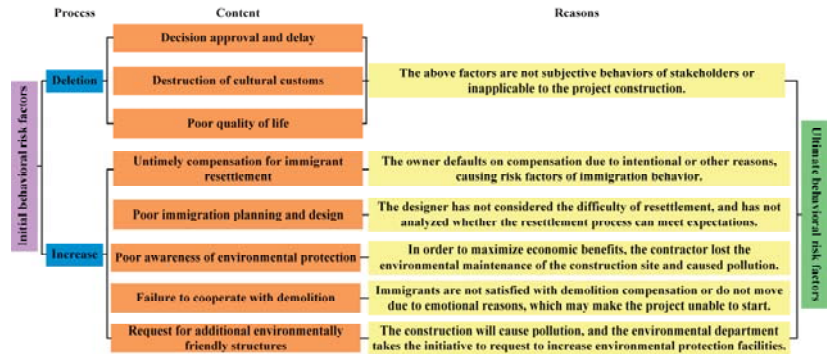 Process Content Reasons
Initial behavioral risk factors
Deletion
Decision approval and delay
Destruction of cultural customs
Poor quality of life
The above factors are not subjective behaviors of stakeholders or
inapplicable to the project construction.
Increase
Untimely compensation for immigrant
resettlement
The owner defaults on compensation due to intentional or other reasons,
causing risk factors of immigration behavior.
Poor immigration planning and design
The designer has not considered the difficulty of resettlement, and has not
analyzed whether the resettlement process can meet expectations.
Poor awareness of environmental protection
In order to maximize economic benefits, the contractor lost the
environmental maintenance of the construction site and caused pollution.
Failure to cooperate with demolition
Immigrants are not satisfied with demolition compensation or do not move
due to emotional reasons, which may make the project unable to start.
Request for additional environmentally
friendly structures
The construction will cause pollution, and the environmental department
takes the initiative to request to increase environmental protection facilities.
Ultimate behavioral risk
factors